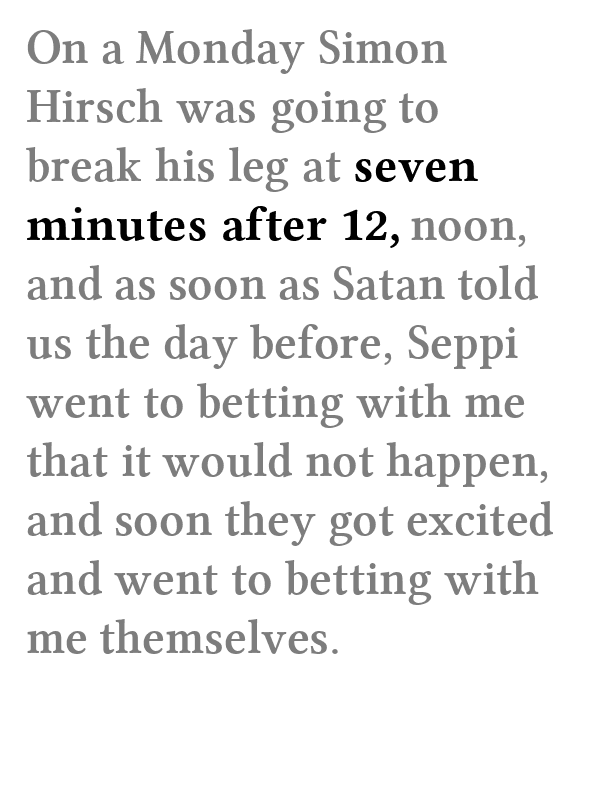 On a Monday Simon
Hirsch was going to
break his leg at seven
minutes after 12, noon,
and as soon as Satan told
us the day before, Seppi
went to betting with me
that it would not happen,
and soon they got excited
and went to betting with
me themselves.